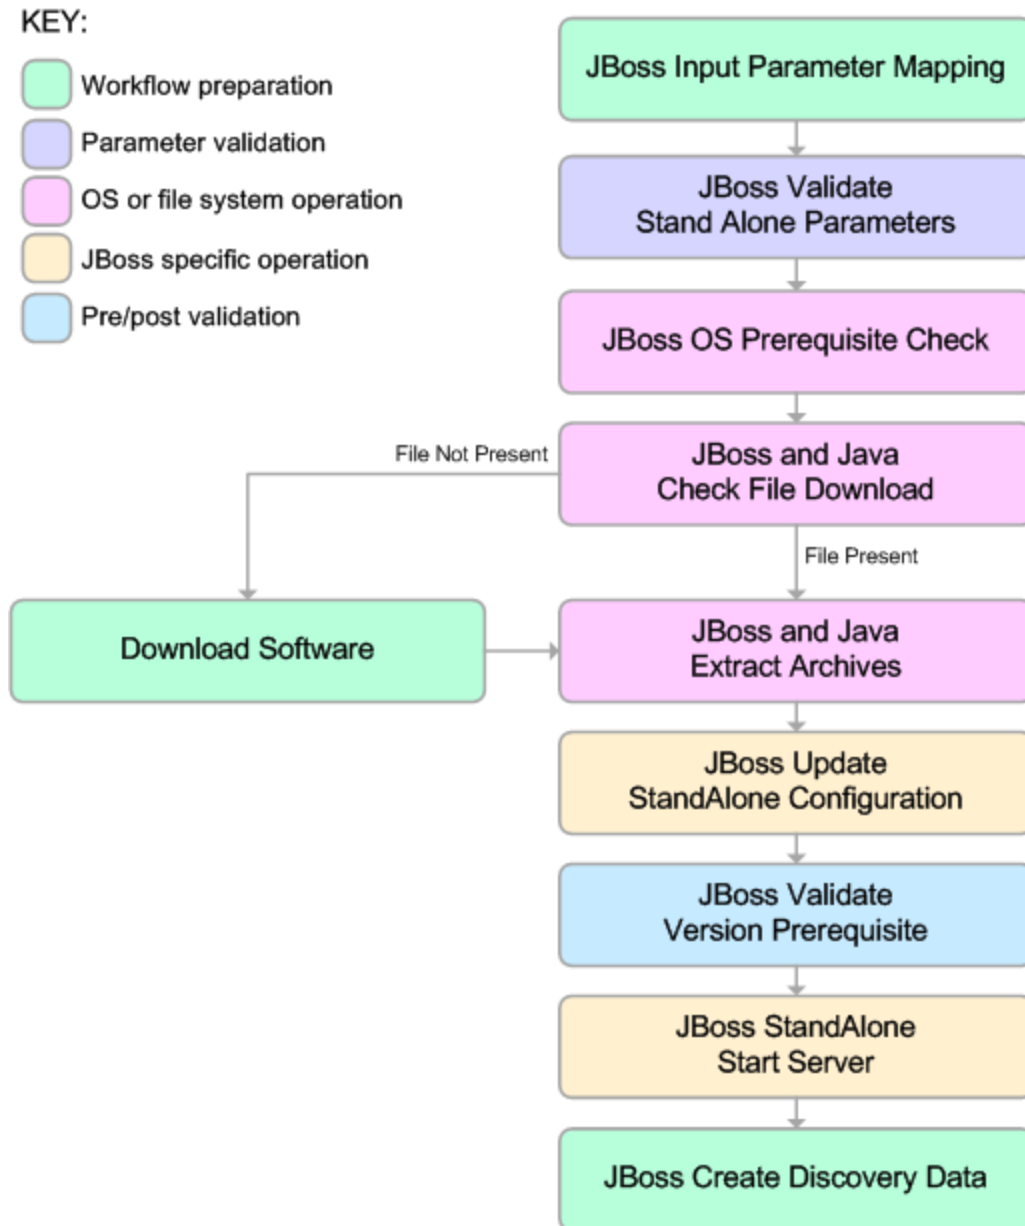 KEY:
Workflow preparation
Parameter validation
OS or file system operation
JBoss specific operation
Pre/post validation
JBoss Input Parameter Mapping
JBoss Validate
Stand Alone Parameters
JBoss OS Prerequisite Check
JBoss and Java
Check File Download
File Not Present
File Present
Download Software
JBoss and Java
Extract Archives
JBoss Update
StandAlone Configuration
JBoss Validate
Version Prerequisite
JBoss StandAlone
Start Server
JBoss Create Discovery Data